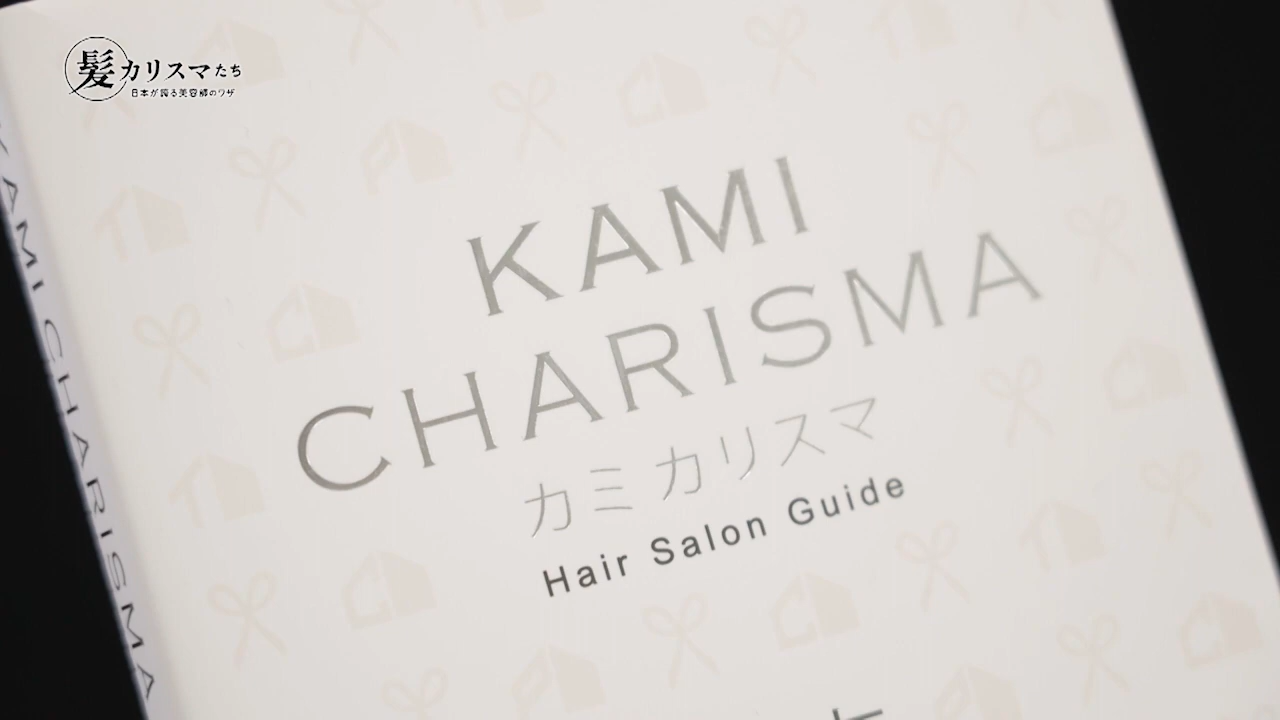 髪カリスマたち
日本が誇る美容師のワザ
KAMI
CHARISMA
カミカリスマ
Hair Salon Guide
KAMI CHARISMA